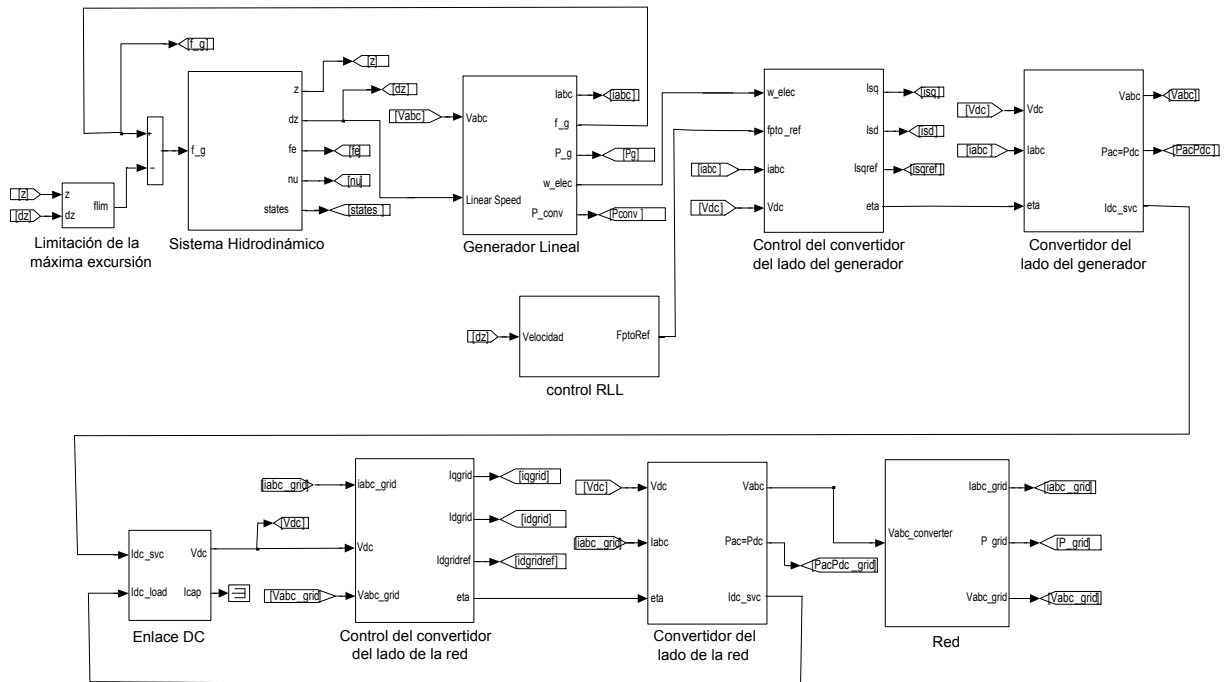 [f_g]
[z]
[dz]
[Vabc]
[fe]
[nu]
[states]
+
−
f_g
z
dz
fe
nu
states
Sistema Hidrodinámico
[z]
[dz]
z
dz
flim
Limitación de la
máxima excursión
Vabc
Linear Speed
Iabc
f_g
P_g
w_elec
P_conv
Generador Lineal
[iabc]
[Pg]
[Pconv]
w_elec
fpto_ref
iabc
Vdc
Isq
Isd
Isqref
eta
[iabc]
[Vdc]
Control del convertidor
del lado del generador
[isq]
[isd]
[isqref]
[Vdc]
[iabc]
Vdc
Iabc
eta
Vabc
Pac=Pdc
Idc_svc
Convertidor del
lado del generador
[Vabc]
[PacPdc]
[dz]
Velocidad
FptoRef
control RLL
Idc_svc
Idc_load
Vdc
Icap
Enlace DC
[Vdc]
[iabc_grid]
[Vabc_grid]
iabc_grid
Vdc
Vabc_grid
Iqgrid
Idgrid
Idgridref
eta
Control del convertidor
del lado de la red
[iqgrid]
[idgrid]
[idgridref]
[Vdc]
[iabc_grid]
Vdc
Iabc
eta
Vabc
Pac=Pdc
Idc_svc
Convertidor del
lado de la red
[PacPdc_grid]
Vabc_converter
Iabc_grid
P_grid
Vabc_grid
Red
[iabc_grid]
[P_grid]
[Vabc_grid]